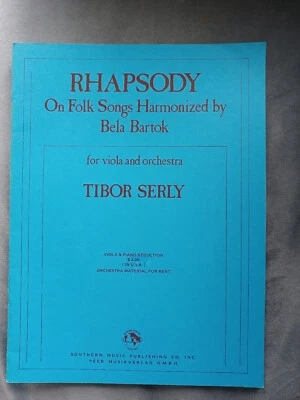 RHAPSODY
On Folk Songs Harmonized by
Bela Bartok
for viola and orchestra
TIBOR SERLY
VIOLA & PIANO REDUCTION
ORCHESTRA MATERIAL FOR RENT
SOUTHERN MUSIC PUBLISHING CO. INC.
PEER MUSIKVERLAG G.M.B.H.